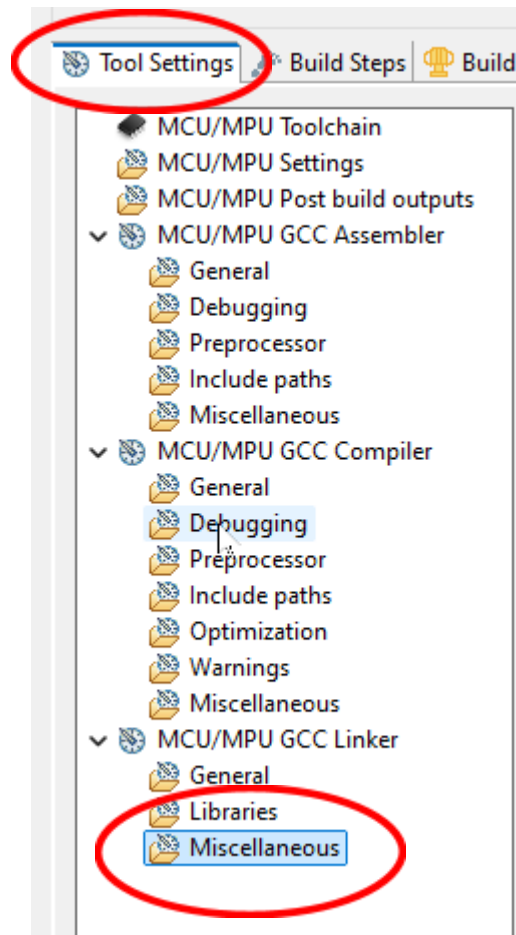 Tool Settings Build Steps Build
MCU/MPU Toolchain
MCU/MPU Settings
MCU/MPU Post build outputs
MCU/MPU GCC Assembler
General
Debugging
Preprocessor
Include paths
Miscellaneous
MCU/MPU GCC Compiler
General
Debugging
Preprocessor
Include paths
Optimization
Warnings
Miscellaneous
MCU/MPU GCC Linker
General
Libraries
Miscellaneous